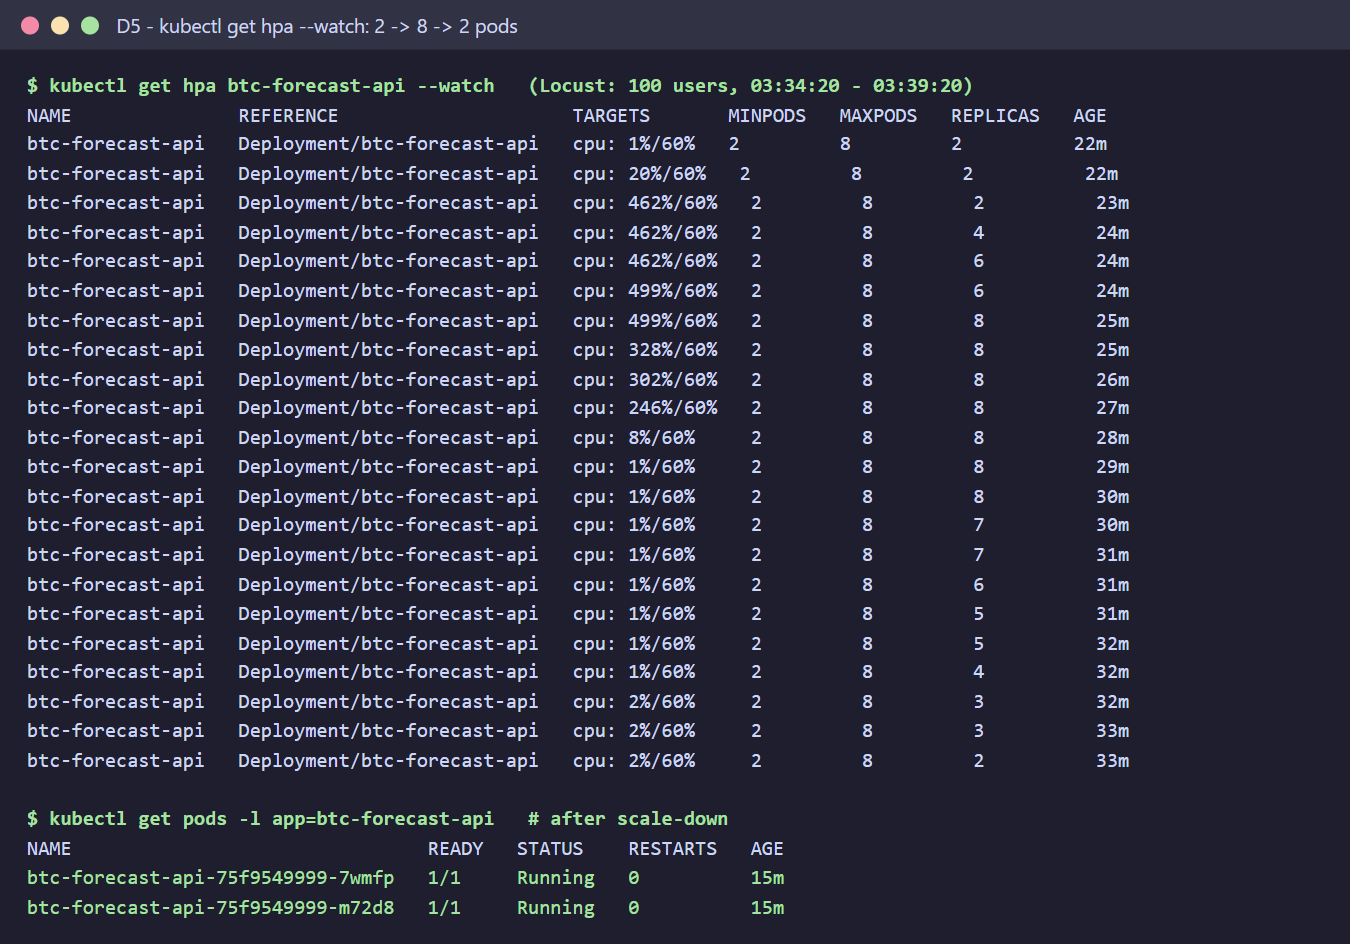 D5 - kubectl get hpa --watch: 2 -> 8 -> 2 pods
$ kubectl get hpa btc-forecast-api --watch   (Locust: 100 users, 03:34:20 - 03:39:20)
NAME               REFERENCE                     TARGETS       MINPODS   MAXPODS   REPLICAS   AGE
btc-forecast-api   Deployment/btc-forecast-api   cpu: 1%/60%   2         8         2          22m
btc-forecast-api   Deployment/btc-forecast-api   cpu: 20%/60%   2         8         2          22m
btc-forecast-api   Deployment/btc-forecast-api   cpu: 462%/60%   2         8         2          23m
btc-forecast-api   Deployment/btc-forecast-api   cpu: 462%/60%   2         8         4          24m
btc-forecast-api   Deployment/btc-forecast-api   cpu: 462%/60%   2         8         6          24m
btc-forecast-api   Deployment/btc-forecast-api   cpu: 499%/60%   2         8         6          24m
btc-forecast-api   Deployment/btc-forecast-api   cpu: 499%/60%   2         8         8          25m
btc-forecast-api   Deployment/btc-forecast-api   cpu: 328%/60%   2         8         8          25m
btc-forecast-api   Deployment/btc-forecast-api   cpu: 302%/60%   2         8         8          26m
btc-forecast-api   Deployment/btc-forecast-api   cpu: 246%/60%   2         8         8          27m
btc-forecast-api   Deployment/btc-forecast-api   cpu: 8%/60%     2         8         8          28m
btc-forecast-api   Deployment/btc-forecast-api   cpu: 1%/60%     2         8         8          29m
btc-forecast-api   Deployment/btc-forecast-api   cpu: 1%/60%     2         8         8          30m
btc-forecast-api   Deployment/btc-forecast-api   cpu: 1%/60%     2         8         7          30m
btc-forecast-api   Deployment/btc-forecast-api   cpu: 1%/60%     2         8         7          31m
btc-forecast-api   Deployment/btc-forecast-api   cpu: 1%/60%     2         8         6          31m
btc-forecast-api   Deployment/btc-forecast-api   cpu: 1%/60%     2         8         5          31m
btc-forecast-api   Deployment/btc-forecast-api   cpu: 1%/60%     2         8         5          32m
btc-forecast-api   Deployment/btc-forecast-api   cpu: 1%/60%     2         8         4          32m
btc-forecast-api   Deployment/btc-forecast-api   cpu: 2%/60%     2         8         3          32m
btc-forecast-api   Deployment/btc-forecast-api   cpu: 2%/60%     2         8         3          33m
btc-forecast-api   Deployment/btc-forecast-api   cpu: 2%/60%     2         8         2          33m
$ kubectl get pods -l app=btc-forecast-api   # after scale-down
NAME                                READY   STATUS    RESTARTS   AGE
btc-forecast-api-75f9549999-7wmfp   1/1     Running   0          15m
btc-forecast-api-75f9549999-m72d8   1/1     Running   0          15m